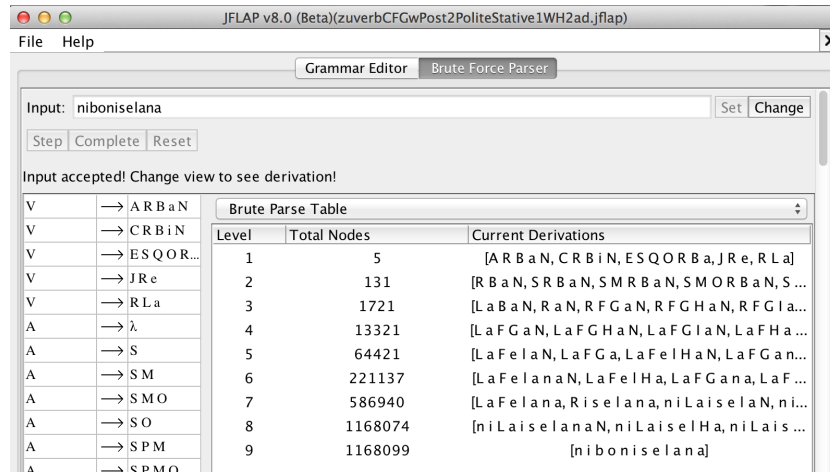 JFLAP v8.0 (Beta)(zuverbCFGwPost2PoliteStative1WH2ad.jflap)
File Help
Grammar Editor Brute Force Parser
Input: niboniselana Set Change
Step Complete Reset
Input accepted! Change view to see derivation!
V → A R B a N
Brute Parse Table
V → C R B i N
Level Total Nodes Current Derivations
V → E S Q O R...
1 5 [A R B a N, C R B i N, E S Q O R B a, J R e, R L a]
V → J R e
2 131 [R B a N, S R B a N, S M R B a N, S M O R B a N, S ...
V → R L a
3 1721 [L a B a N, R a N, R F G a N, R F G H a N, R F G I a...
A → λ
4 13321 [L a F G a N, L a F G H a N, L a F G I a N, L a F H a ...
A → S
5 64421 [L a F e l a N, L a F G a, L a F e l H a N, L a F G a n...
A → S M
6 221137 [L a F e l a n a N, L a F e l H a, L a F G a n a, L a F ...
A → S M O
7 586940 [L a F e l a n a, R i s e l a n a, n i L a i s e l a N, n i...
A → S O
8 1168074 [n i L a i s e l a n a N, n i L a i s e l H a, n i L a i s ...
A → S P M
9 1168099 [n i b o n i s e l a n a]
A → S P M O